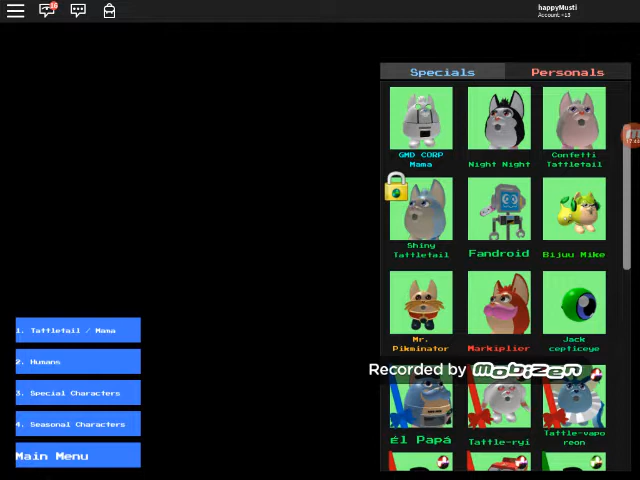 happyMusti
Account: +13
Specials
Personals
GMD CORP
Mama
Night Night
Confetti
Tattletail
Shiny
Tattletail
Fandroid
Bijuu Mike
Mr.
Pikminator
Markiplier
Jack
cepticeye
Recorded by mobizen
él Papá
Tattle-ryi
Tattle-vapo
reon
1. Tattletail / Mama
2. Humans
3. Special Characters
4. Seasonal Characters
Main Menu